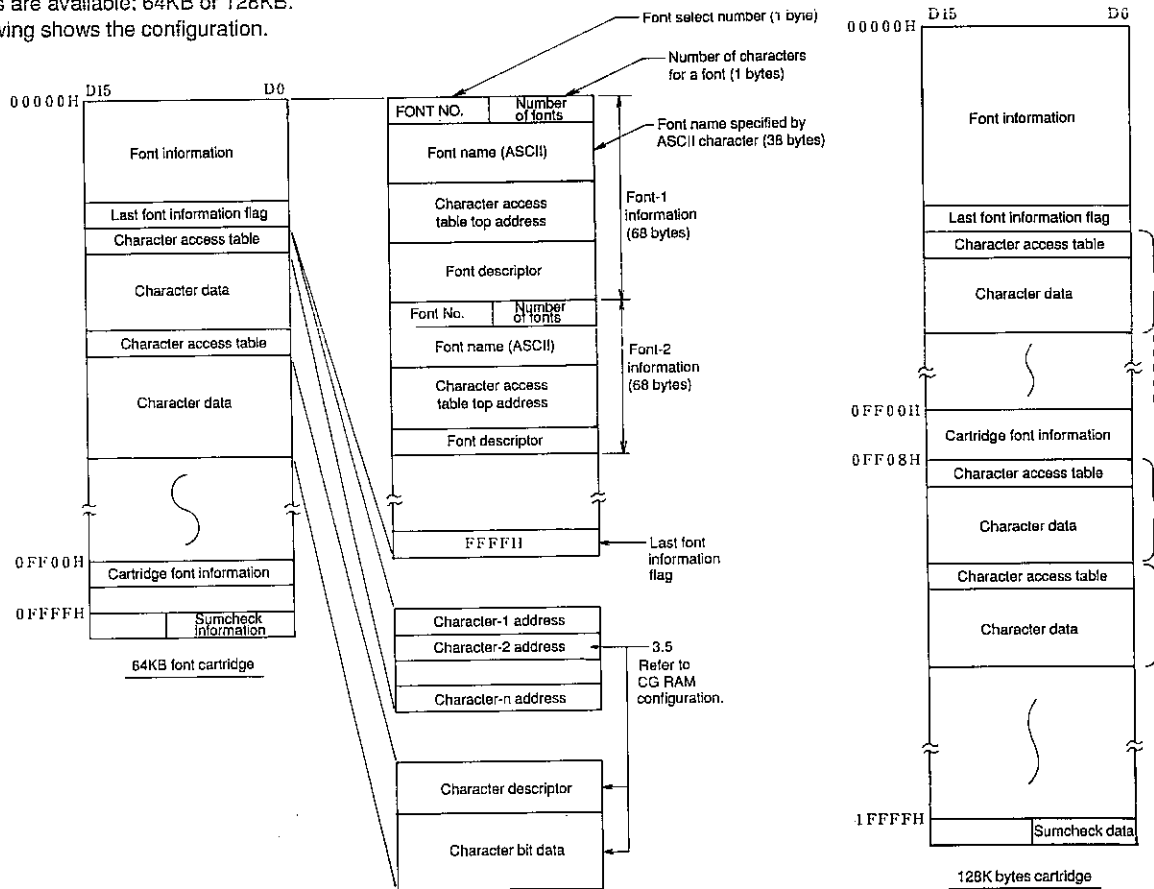 s are available: 64KB or 128KB.
ving shows the configuration.
D15
D0
00000H
Font information
Last font information flag
Character access table
Character data
Character access table
Character data
0FF00H
Cartridge font information
0FFFFH
Sumcheck
Information
64KB font cartridge
Font select number (1 byte)
Number of characters
for a font (1 bytes)
Font name specified by
ASCII character (38 bytes)
FONT NO.
Number
of fonts
Font name (ASCII)
Character access
table top address
Font descriptor
Font-1
information
(68 bytes)
Font No.
Number
of fonts
Font name (ASCII)
Character access
table top address
Font descriptor
Font-2
information
(68 bytes)
FFFFH
Last font
information
flag
Character-1 address
Character-2 address
Character-n address
3.5
Refer to
CG RAM
configuration.
Character descriptor
Character bit data
D15
D0
00000H
Font information
Last font information flag
Character access table
Character data
0FF00H
Cartridge font information
0FF08H
Character access table
Character data
Character access table
Character data
1FFFFH
Sumcheck data
128K bytes cartridge